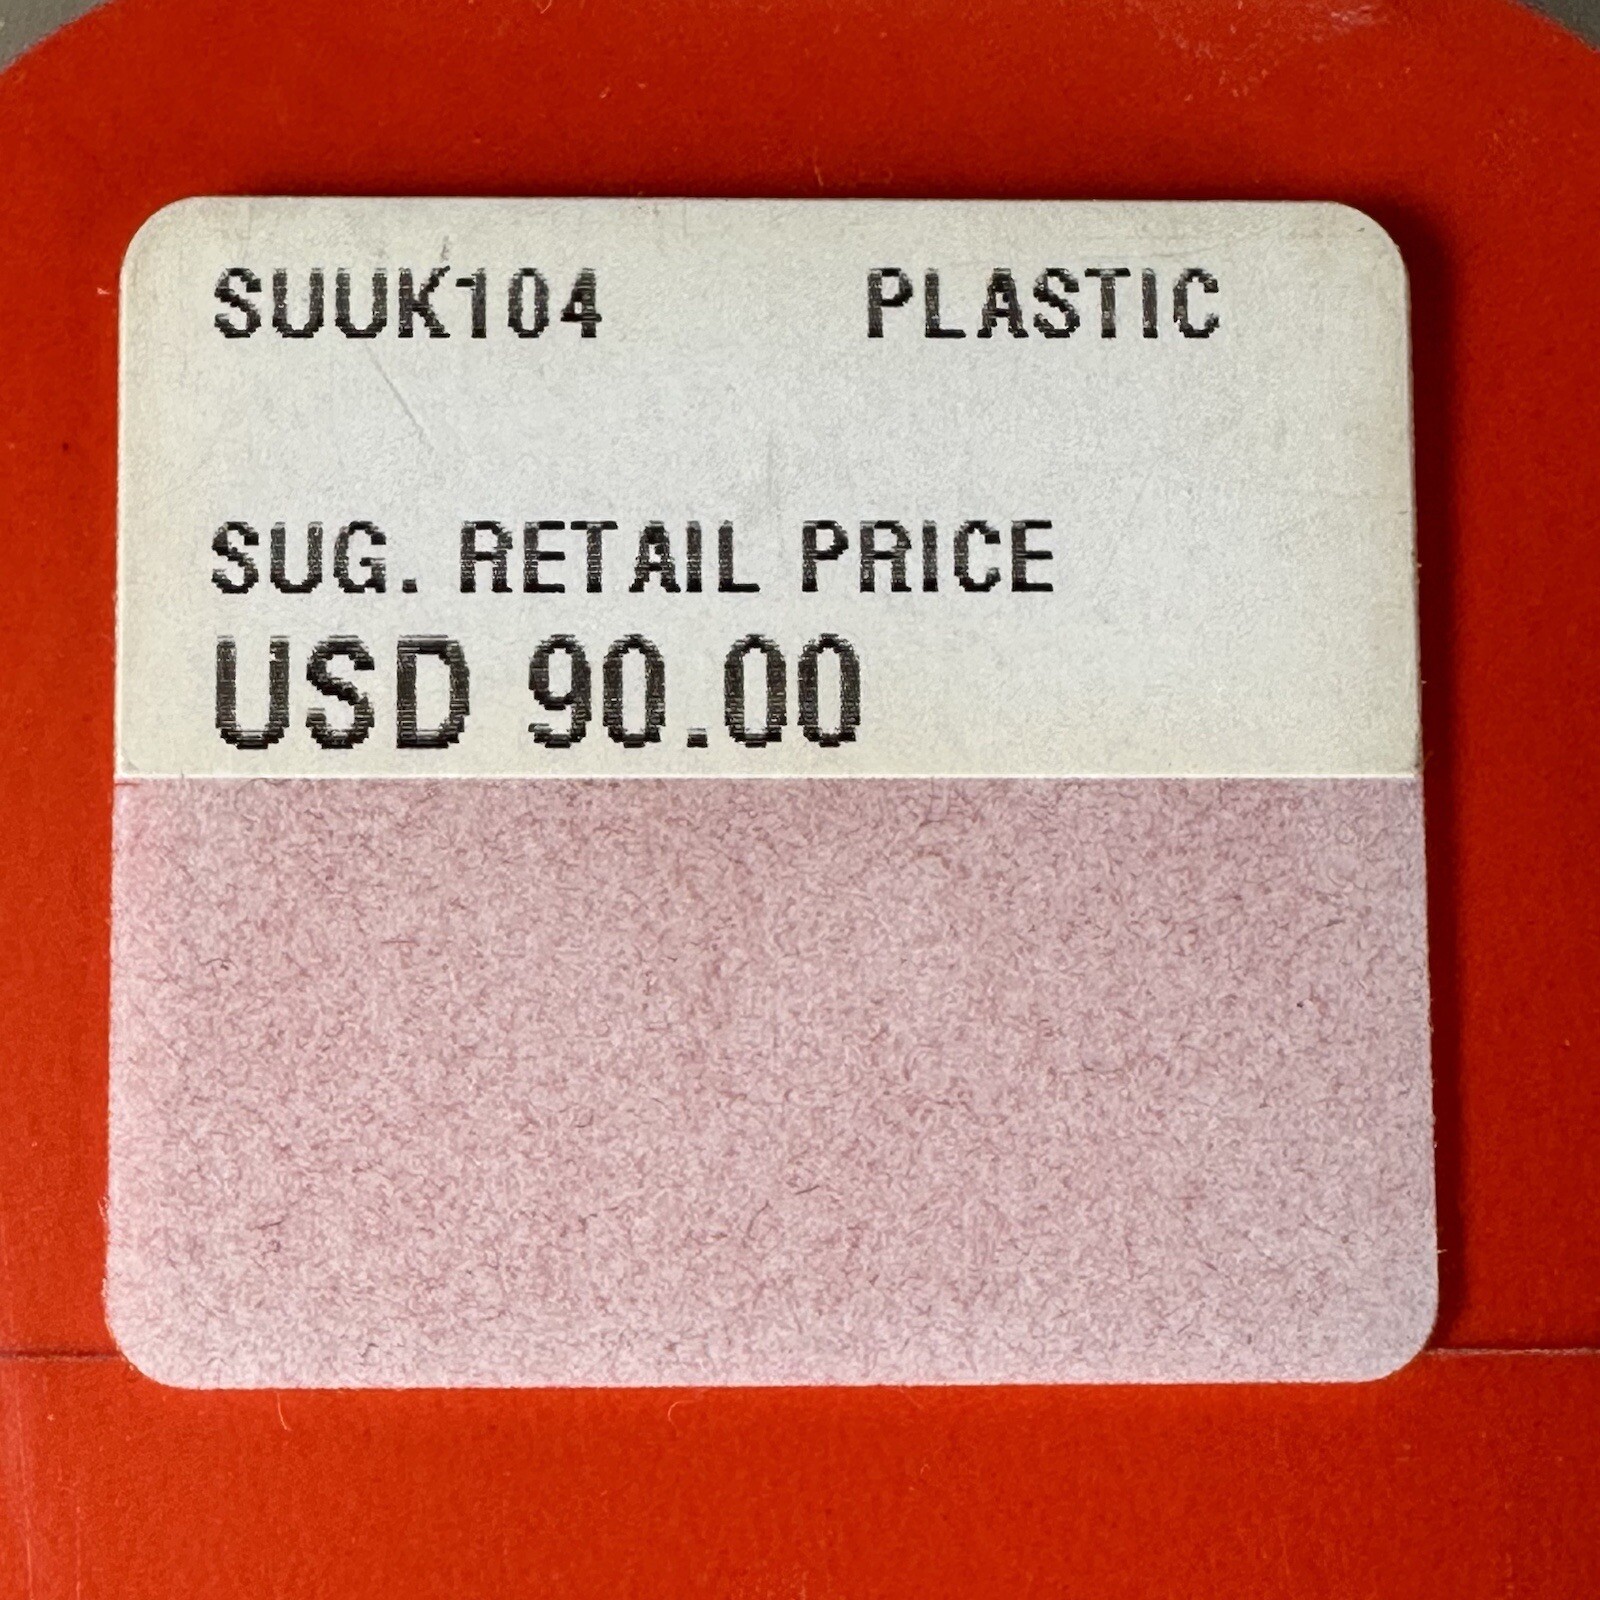 SUUK104 PLASTIC
SUG. RETAIL PRICE
USD 90.00